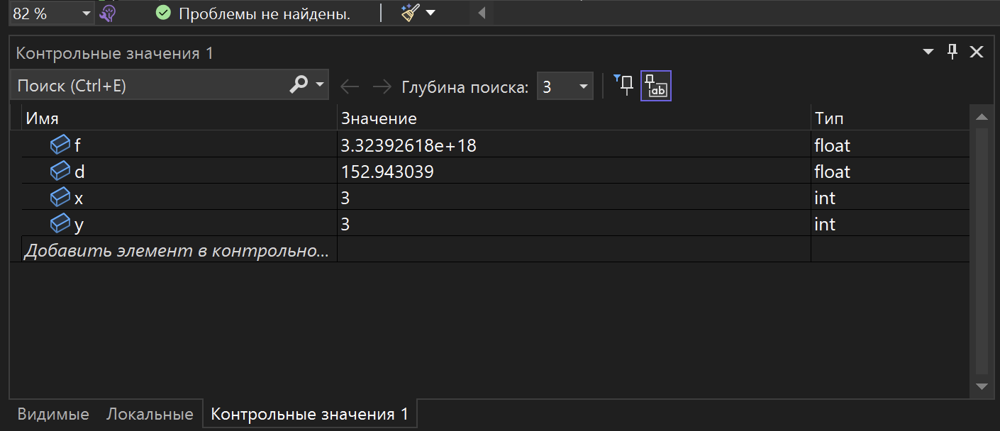 82 % Проблемы не найдены.
Контрольные значения 1
Поиск (Ctrl+E) Глубина поиска: 3 ab
Имя Значение Тип
f 3.32392618e+18 float
d 152.943039 float
x 3 int
y 3 int
Добавить элемент в контрольно...
Видимые Локальные Контрольные значения 1